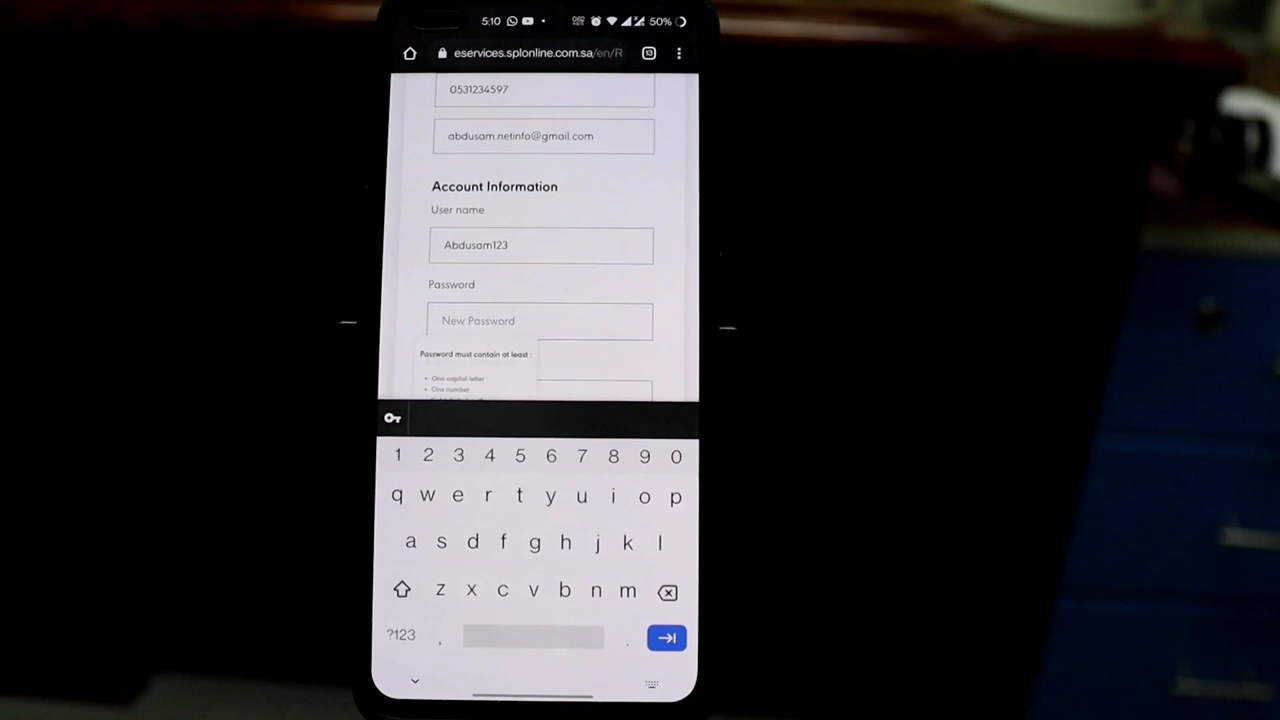 5:10 50%
eservices.splonline.com.sa/en/R 13
0531234597
abdusam.netinfo@gmail.com
Account Information
User name
Abdusam123
Password
New Password
Password must contain at least :
• One capital letter
• One number
1 2 3 4 5 6 7 8 9 0
q w e r t y u i o p
a s d f g h j k l
z x c v b n m
?123 , .